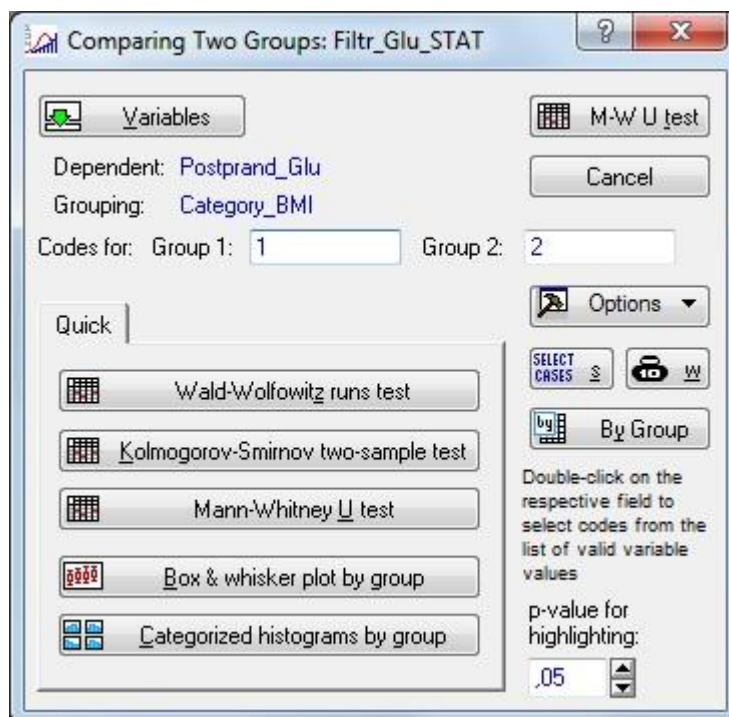 Comparing Two Groups: Filtr_Glu_STAT
Variables
M-W U test
Dependent: Postprand_Glu
Cancel
Grouping: Category_BMI
Codes for: Group 1: 1 Group 2: 2
Options
Quick
SELECT CASES S
10 W
Wald-Wolfowitz runs test
By Group
Kolmogorov-Smirnov two-sample test
Mann-Whitney U test
Box & whisker plot by group
Categorized histograms by group
Double-click on the
respective field to
select codes from the
list of valid variable
values
p-value for
highlighting:
,05